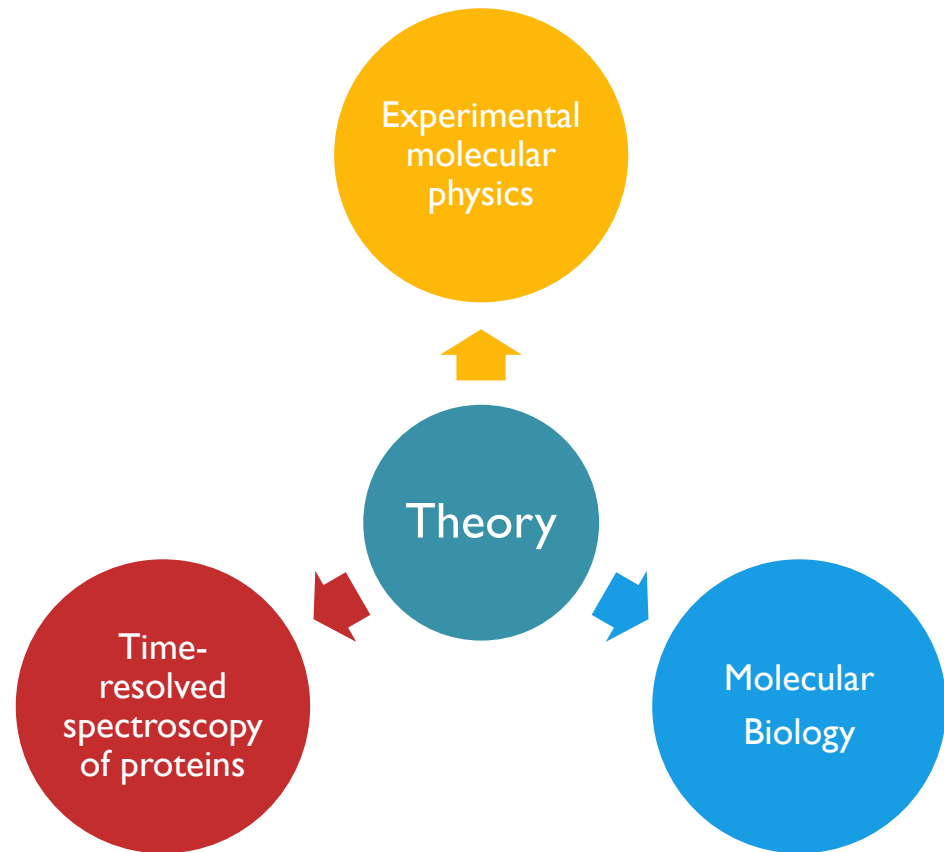 Experimental
molecular
physics
Theory
Time-
resolved
spectroscopy
of proteins
Molecular
Biology